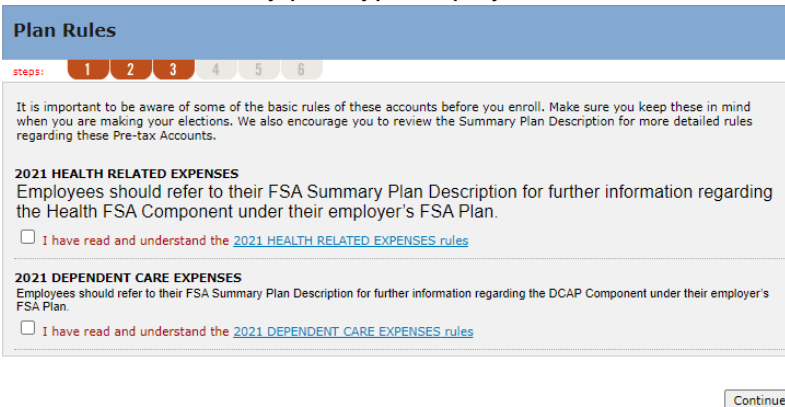 Plan Rules
steps: 1 2 3 4 5 6
It is important to be aware of some of the basic rules of these accounts before you enroll. Make sure you keep these in mind
when you are making your elections. We also encourage you to review the Summary Plan Description for more detailed rules
regarding these Pre-tax Accounts.
2021 HEALTH RELATED EXPENSES
Employees should refer to their FSA Summary Plan Description for further information regarding
the Health FSA Component under their employer's FSA Plan.
I have read and understand the 2021 HEALTH RELATED EXPENSES rules
2021 DEPENDENT CARE EXPENSES
Employees should refer to their FSA Summary Plan Description for further information regarding the DCAP Component under their employer's
FSA Plan.
I have read and understand the 2021 DEPENDENT CARE EXPENSES rules
Continue